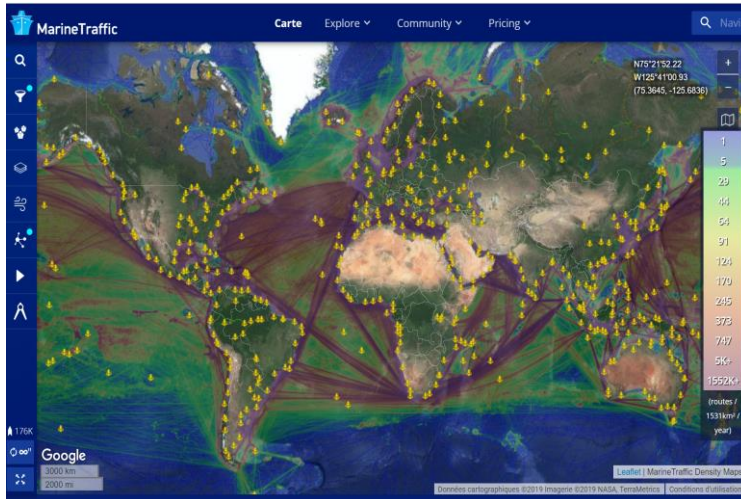 MarineTraffic
Carte
Explore
Community
Pricing
Navi
N75°21'52.22
W125°41'00.93
(75.3645, -125.6836)
+
−
1
5
29
44
64
91
124
170
245
373
747
5K+
1552K+
(routes /
1531km² /
year)
176K
Google
3000 km
2000 mi
Leaflet | MarineTraffic Density Maps
Données cartographiques ©2019 Imagerie ©2019 NASA, TerraMetrics
Conditions d'utilisation